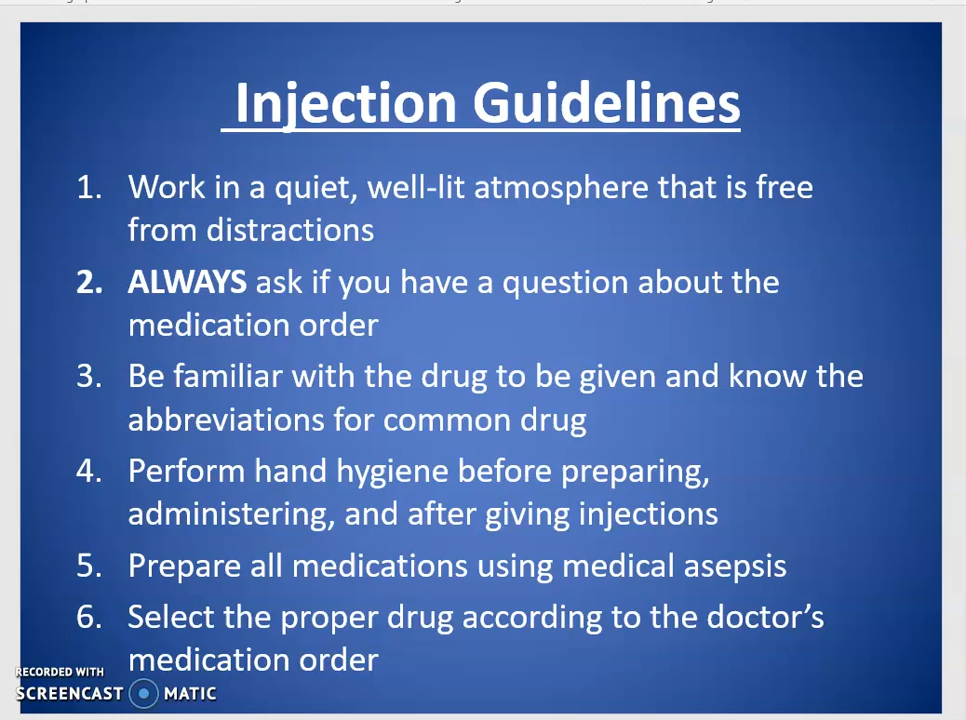 Injection Guidelines
1. Work in a quiet, well-lit atmosphere that is free
from distractions
2. ALWAYS ask if you have a question about the
medication order
3. Be familiar with the drug to be given and know the
abbreviations for common drug
4. Perform hand hygiene before preparing,
administering, and after giving injections
5. Prepare all medications using medical asepsis
6. Select the proper drug according to the doctor’s
medication order
RECORDED WITH
SCREENCAST MATIC